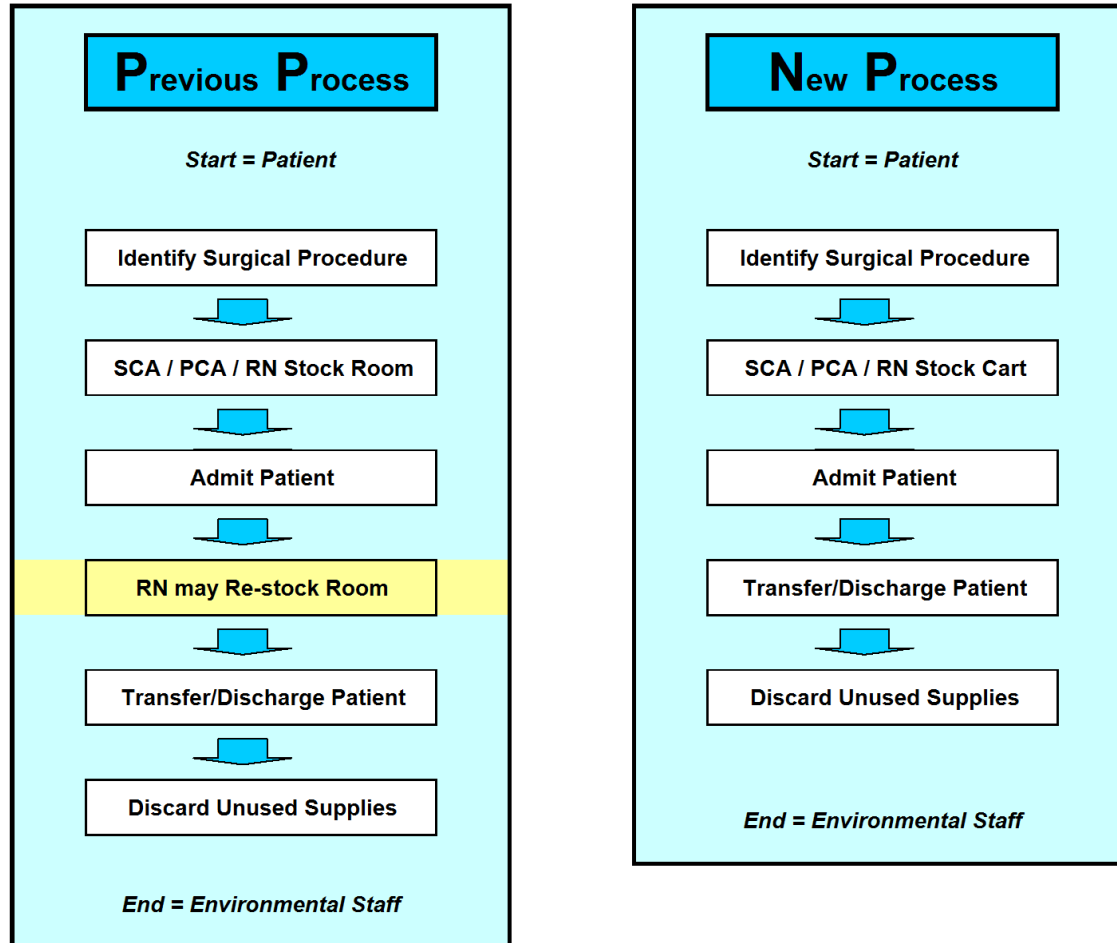 Previous Process
Start = Patient
Identify Surgical Procedure
SCA / PCA / RN Stock Room
Admit Patient
RN may Re-stock Room
Transfer/Discharge Patient
Discard Unused Supplies
End = Environmental Staff
New Process
Start = Patient
Identify Surgical Procedure
SCA / PCA / RN Stock Cart
Admit Patient
Transfer/Discharge Patient
Discard Unused Supplies
End = Environmental Staff